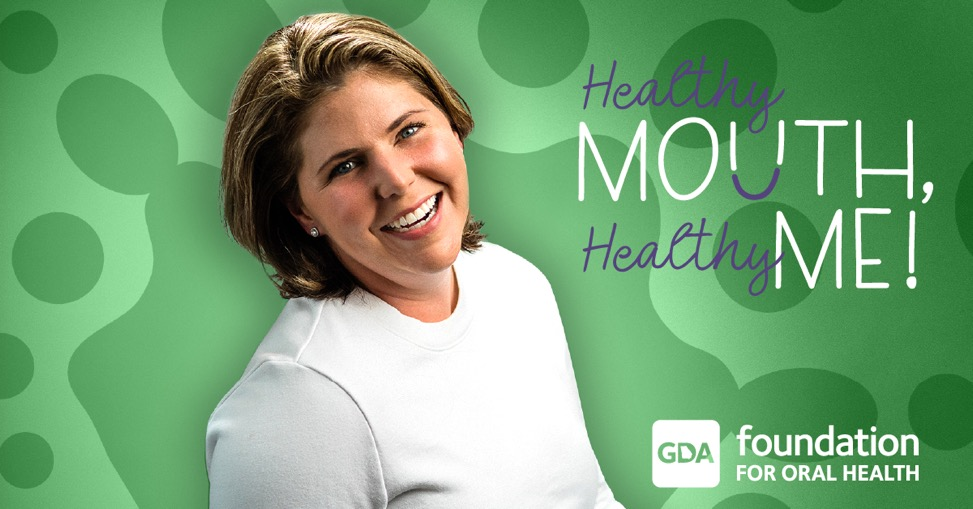 Healthy
MOUTH,
Healthy ME!
GDA foundation
FOR ORAL HEALTH